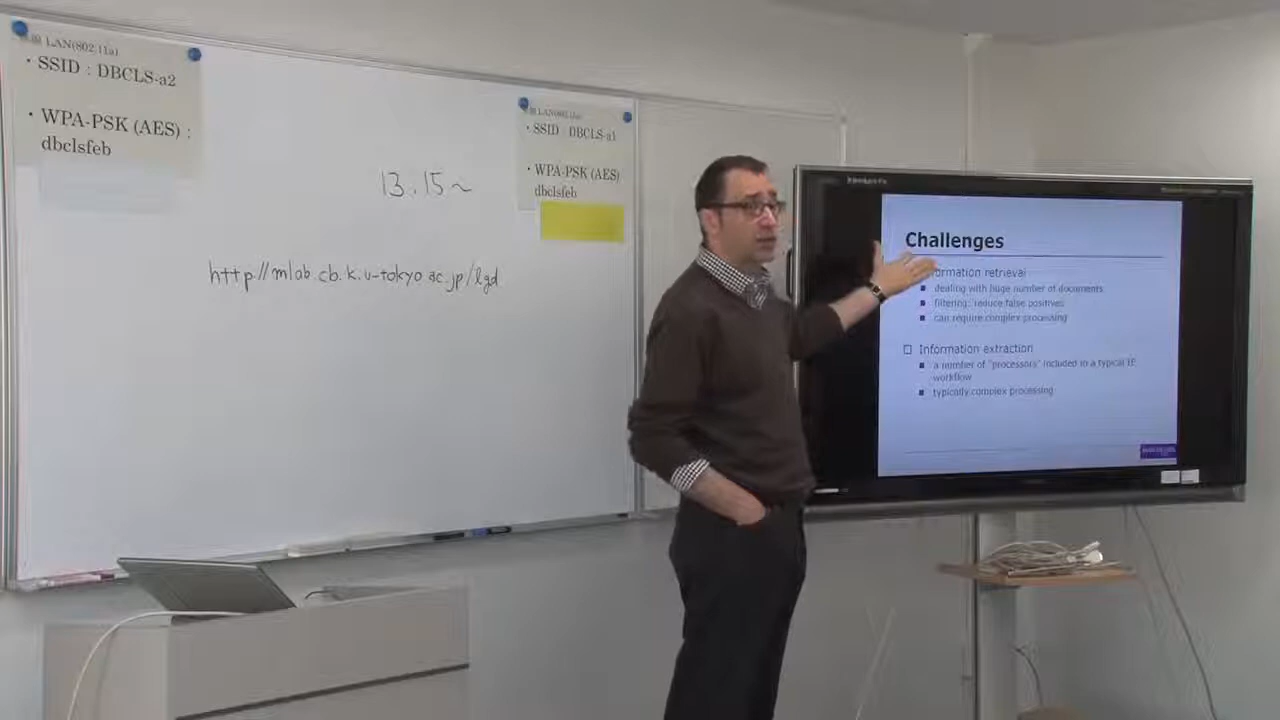 LAN(802.11a)
・SSID : DBCLS-a2
・WPA-PSK (AES) :
dbclsfeb
13.15～
http://mlab.cb.k.u-tokyo.ac.jp/lgd
・SSID : DBCLS-a1
・WPA-PSK (AES)
dbclsfeb
Challenges
retrieval
dealing with huge number of documents
filtering: reduce false positives
can require complex processing
Information extraction
a number of "processors" included in a typical IE
workflow
typically complex processing